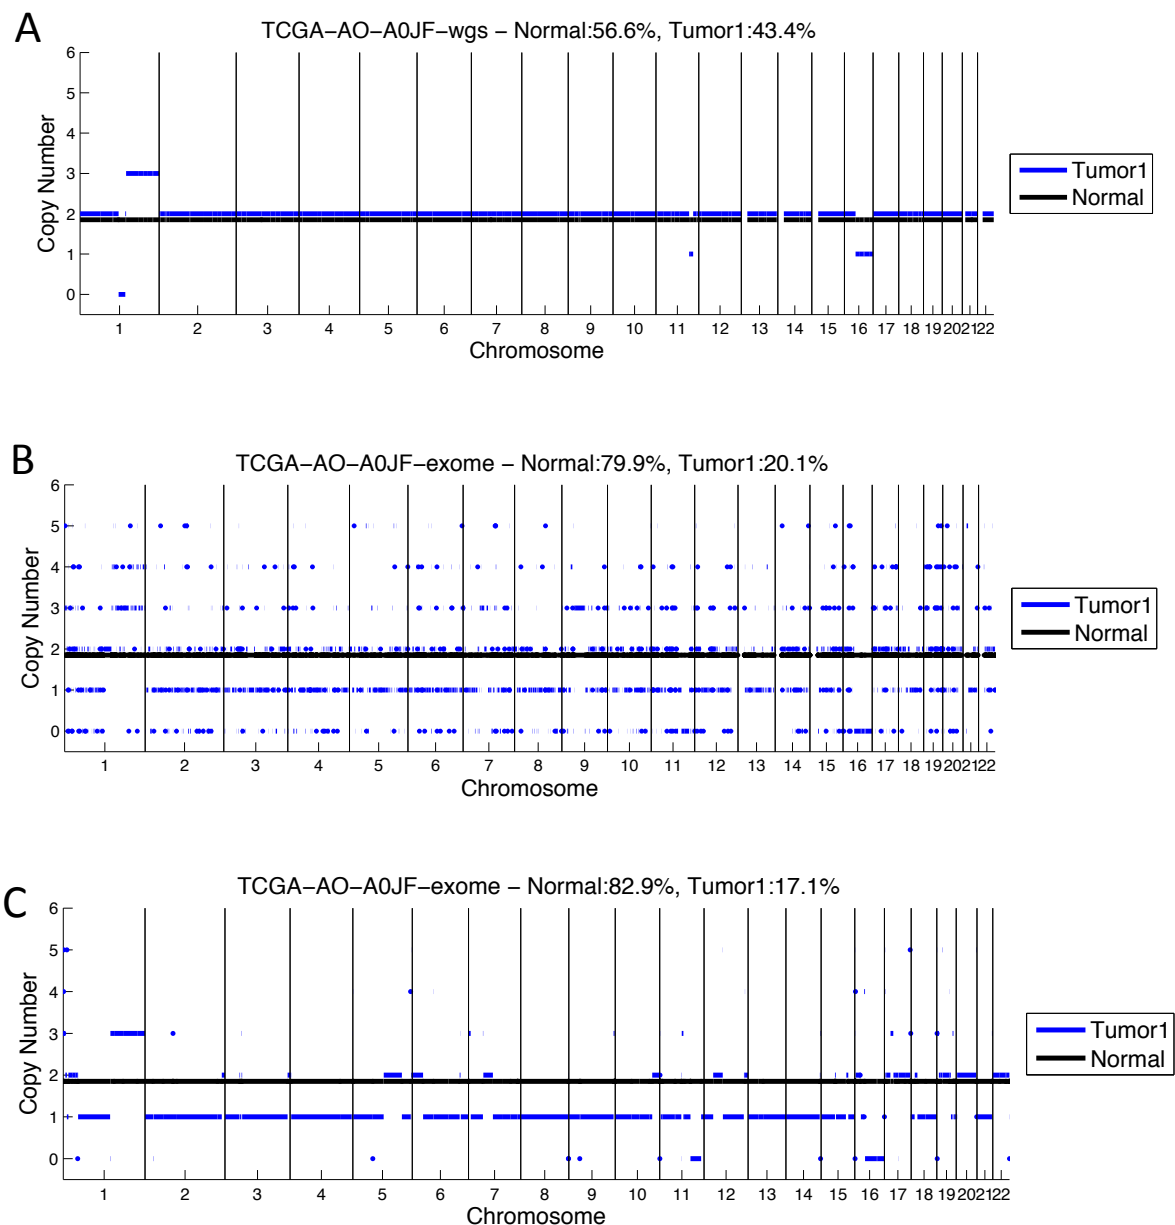 A
TCGA−AO−A0JF−wgs − Normal:56.6%, Tumor1:43.4%
6
5
4
3
2
1
0
Copy Number
1 2 3 4 5 6 7 8 9 10 11 12 13 14 15 16 17 18 19 20 21 22
Chromosome
Tumor1
Normal
B
TCGA−AO−A0JF−exome − Normal:79.9%, Tumor1:20.1%
6
5
4
3
2
1
0
Copy Number
1 2 3 4 5 6 7 8 9 10 11 12 13 14 15 16 17 18 19 20 21 22
Chromosome
Tumor1
Normal
C
TCGA−AO−A0JF−exome − Normal:82.9%, Tumor1:17.1%
6
5
4
3
2
1
0
Copy Number
1 2 3 4 5 6 7 8 9 10 11 12 13 14 15 16 17 18 19 20 21 22
Chromosome
Tumor1
Normal